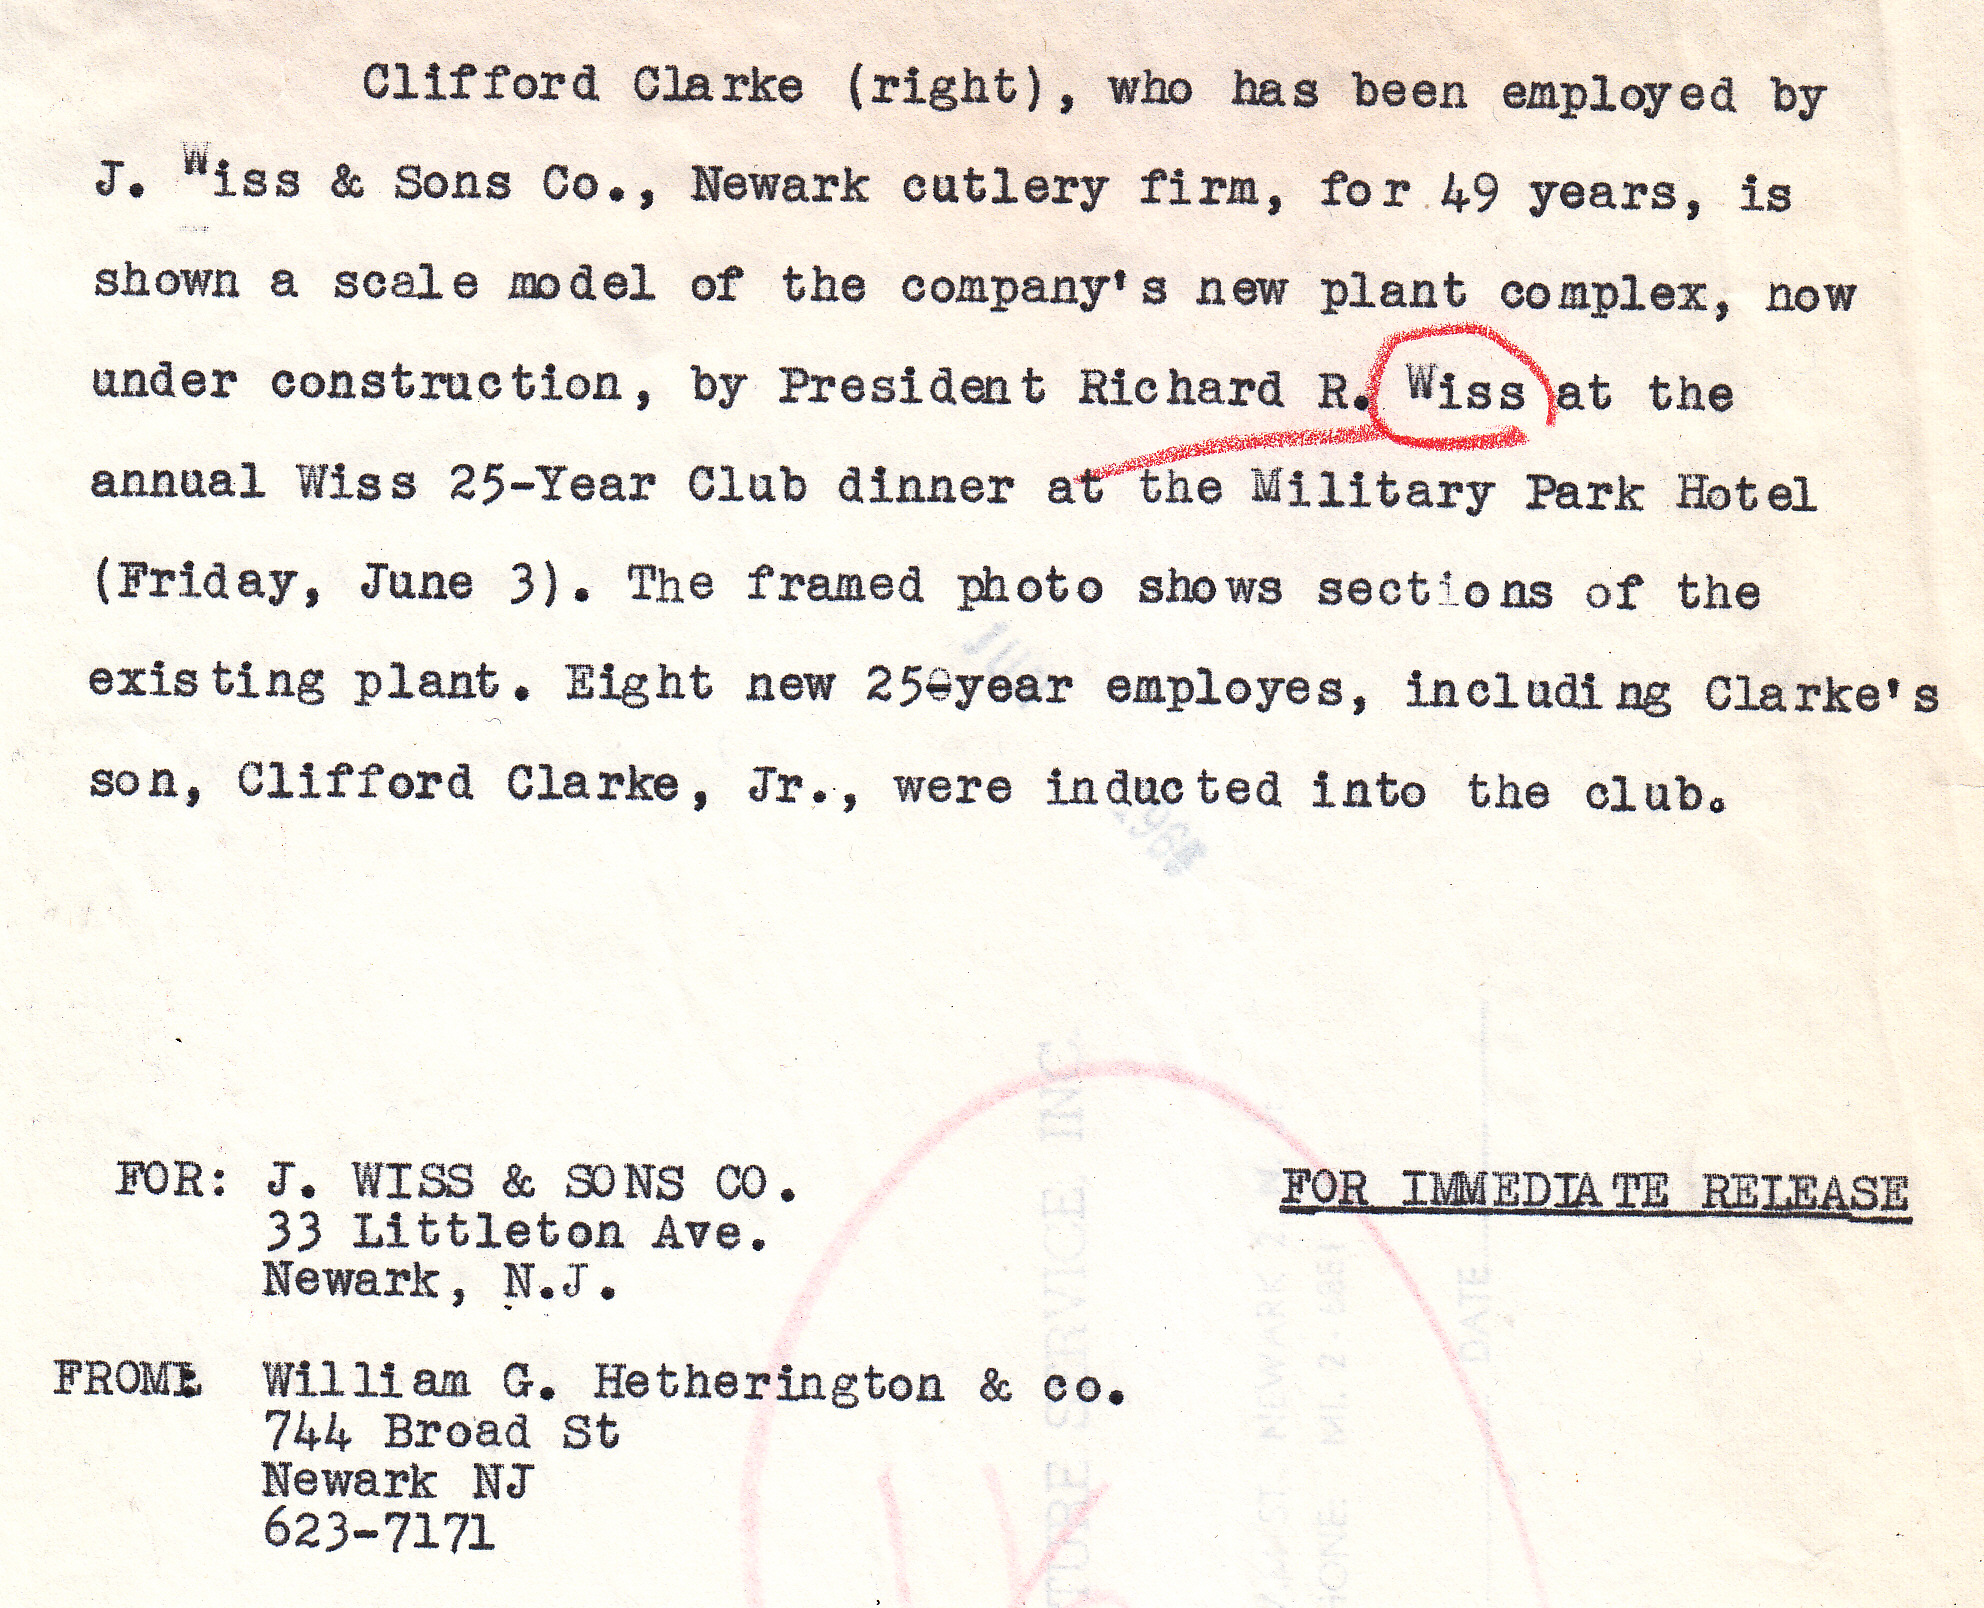 Clifford Clarke (right), who has been employed by
J. Wiss & Sons Co., Newark cutlery firm, for 49 years, is
shown a scale model of the company's new plant complex, now
under construction, by President Richard R. Wiss at the
annual Wiss 25-Year Club dinner at the Military Park Hotel
(Friday, June 3). The framed photo shows sections of the
existing plant. Eight new 25-year employes, including Clarke's
son, Clifford Clarke, Jr., were inducted into the club.
FOR: J. WISS & SONS CO.
33 Littleton Ave.
Newark, N.J.
FOR IMMEDIATE RELEASE
FROM: William G. Hetherington & co.
744 Broad St
Newark NJ
623-7171
SERVICE INC
DATE